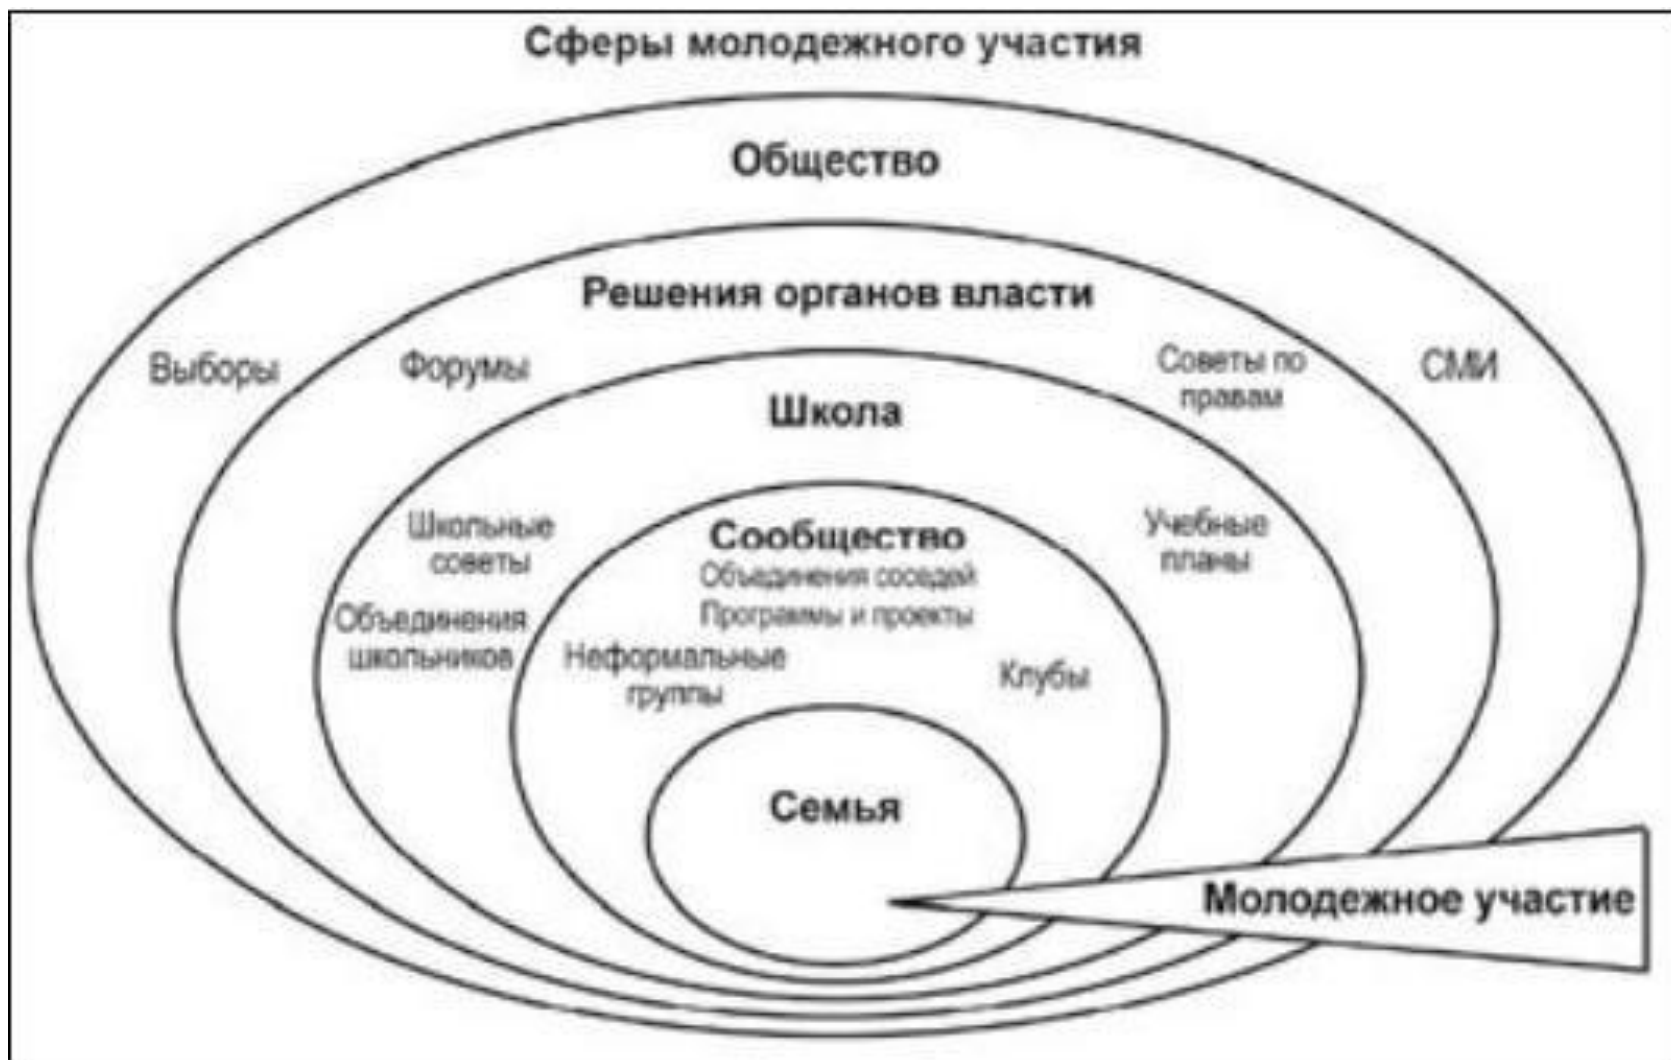 Сферы молодежного участия
Общество
Решения органов власти
Выборы
Форумы
Советы по
правам
СМИ
Школа
Школьные
советы
Учебные
планы
Сообщество
Объединения соседей
Программы и проекты
Объединения
школьников
Неформальные
группы
Клубы
Семья
Молодежное участие